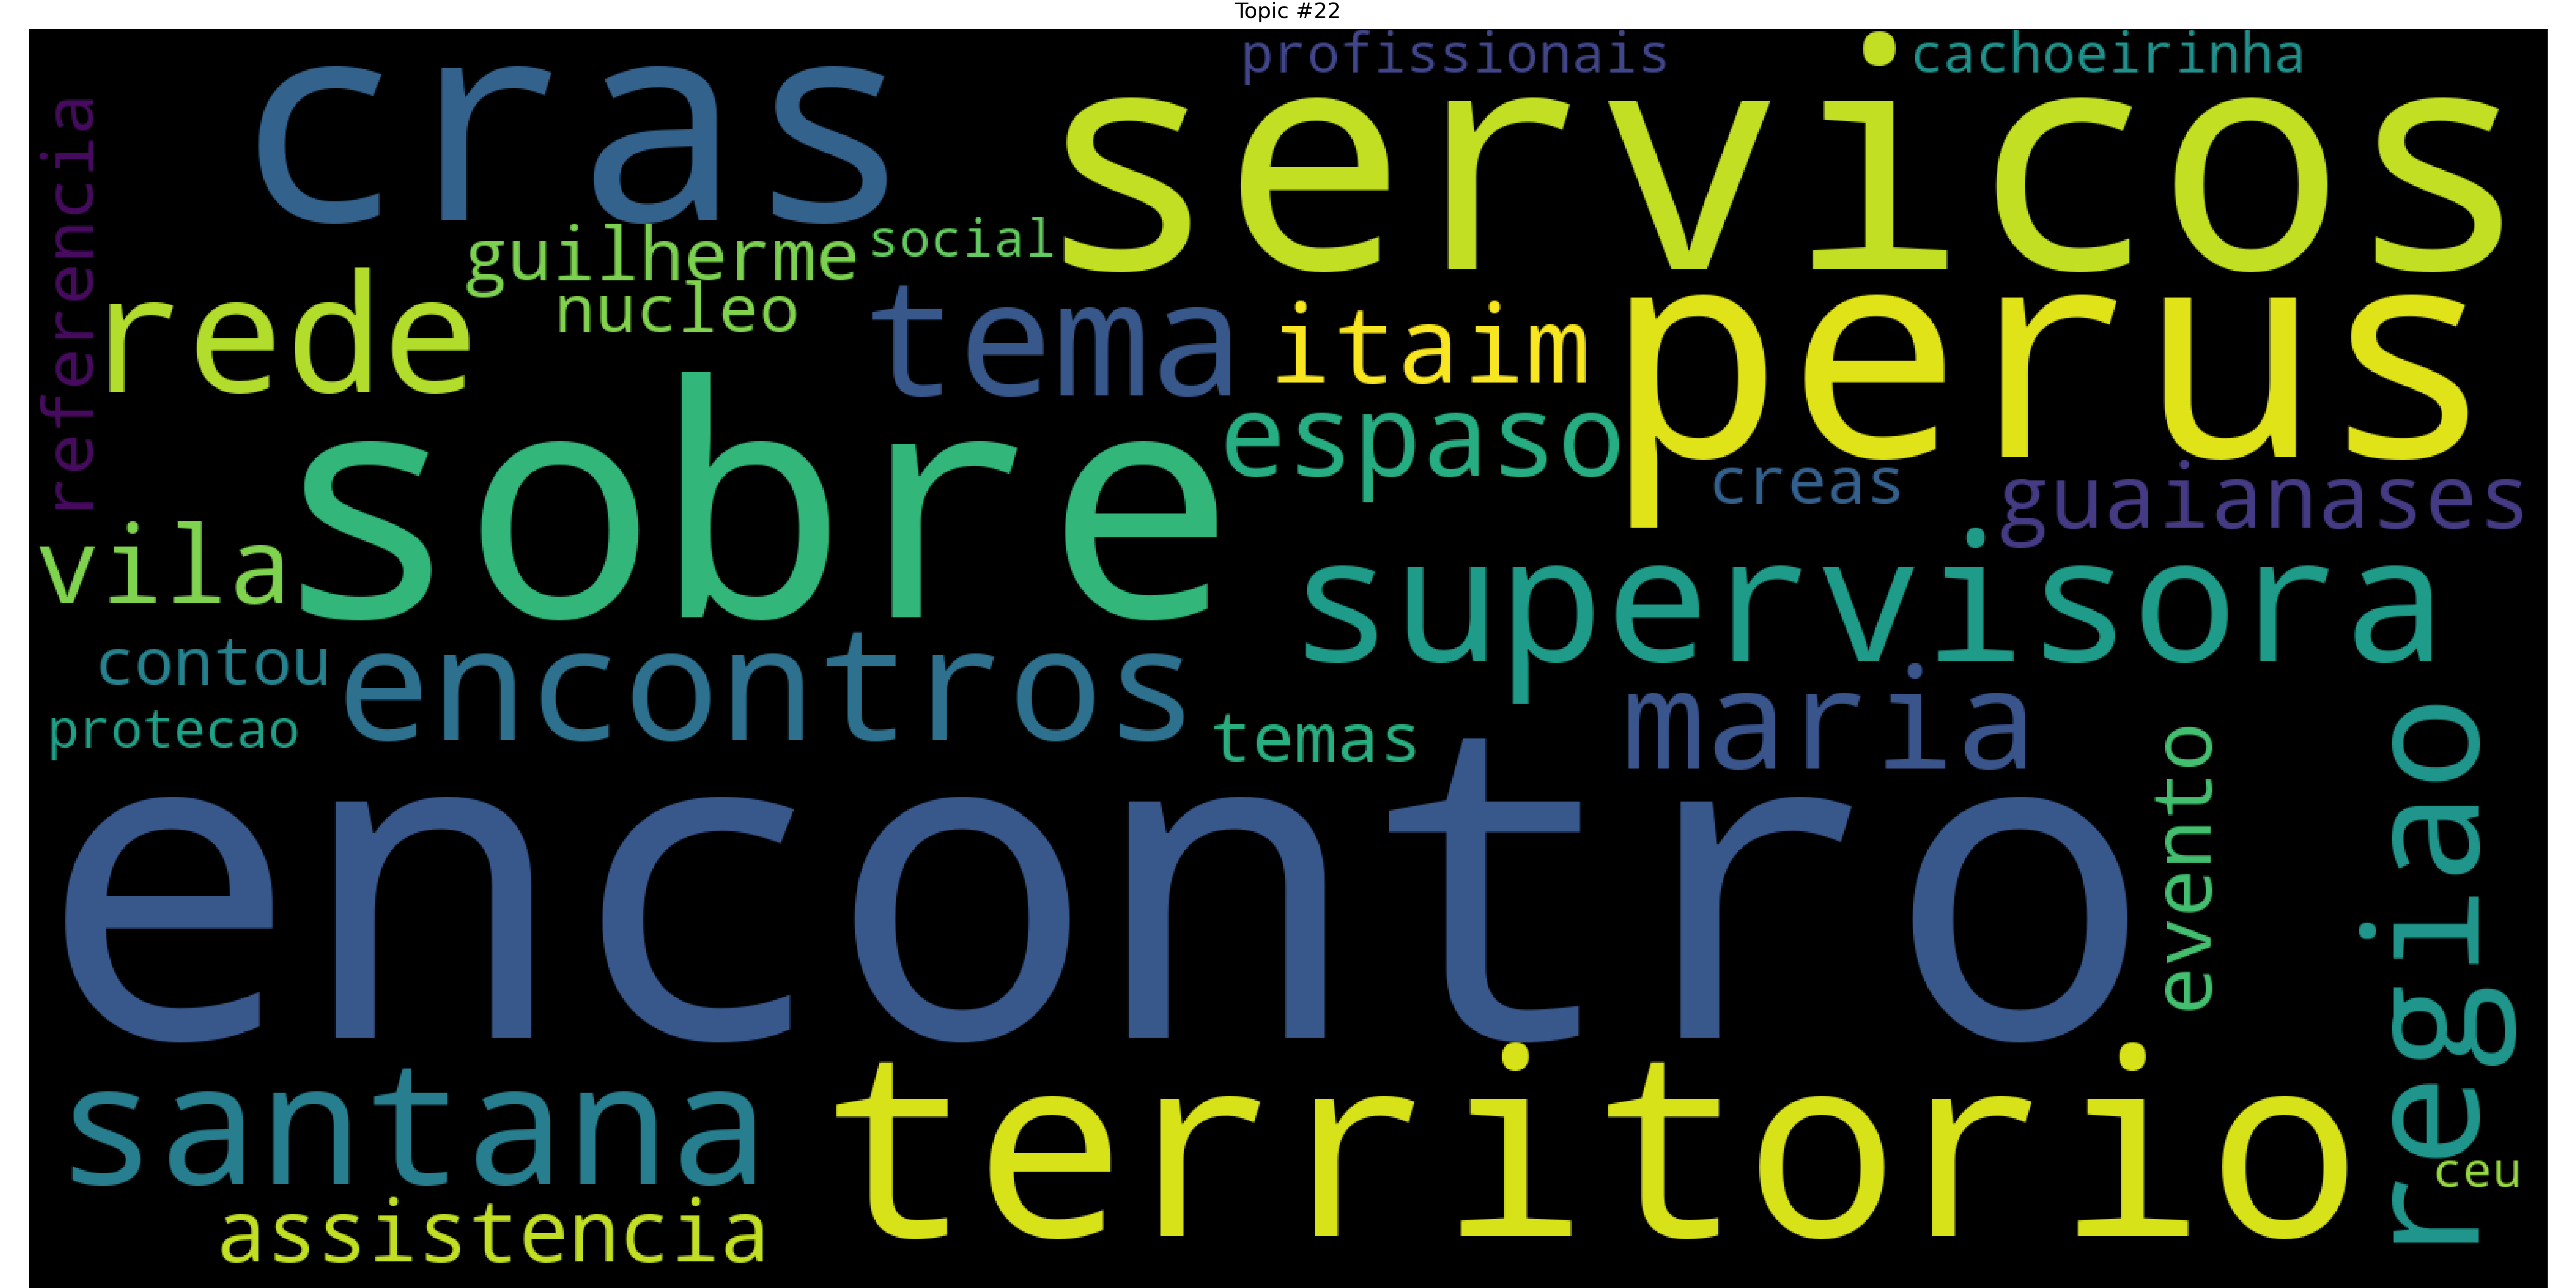 Topic #22
profissionais
cachoeirinha
cras
servicos
referencia
guilherme
social
nucleo
rede
tema
itaim
perus
espaso
sobre
creas
guaianases
vila
supervisora
contou
encontros
maria
protecao
temas
encontro
evento
regiao
santana
territorio
ceu
assistencia